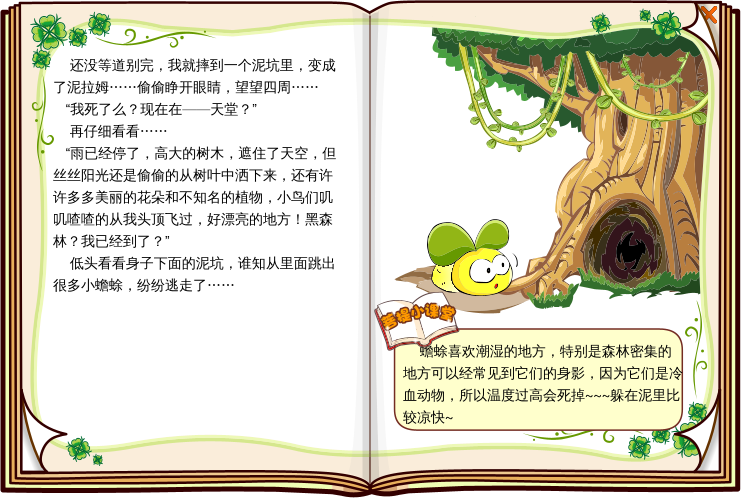 还没等道别完，我就摔到一个泥坑里，变成
了泥拉姆……偷偷睁开眼睛，望望四周……
“我死了么？现在在——天堂？”
再仔细看看……
“雨已经停了，高大的树木，遮住了天空，但
丝丝阳光还是偷偷的从树叶中洒下来，还有许
许多多美丽的花朵和不知名的植物，小鸟们叽
叽喳喳的从我头顶飞过，好漂亮的地方！黑森
林？我已经到了？”
低头看看身子下面的泥坑，谁知从里面跳出
很多小蟾蜍，纷纷逃走了……
菩提小课堂
蟾蜍喜欢潮湿的地方，特别是森林密集的
地方可以经常见到它们的身影，因为它们是冷
血动物，所以温度过高会死掉~~~躲在泥里比
较凉快~